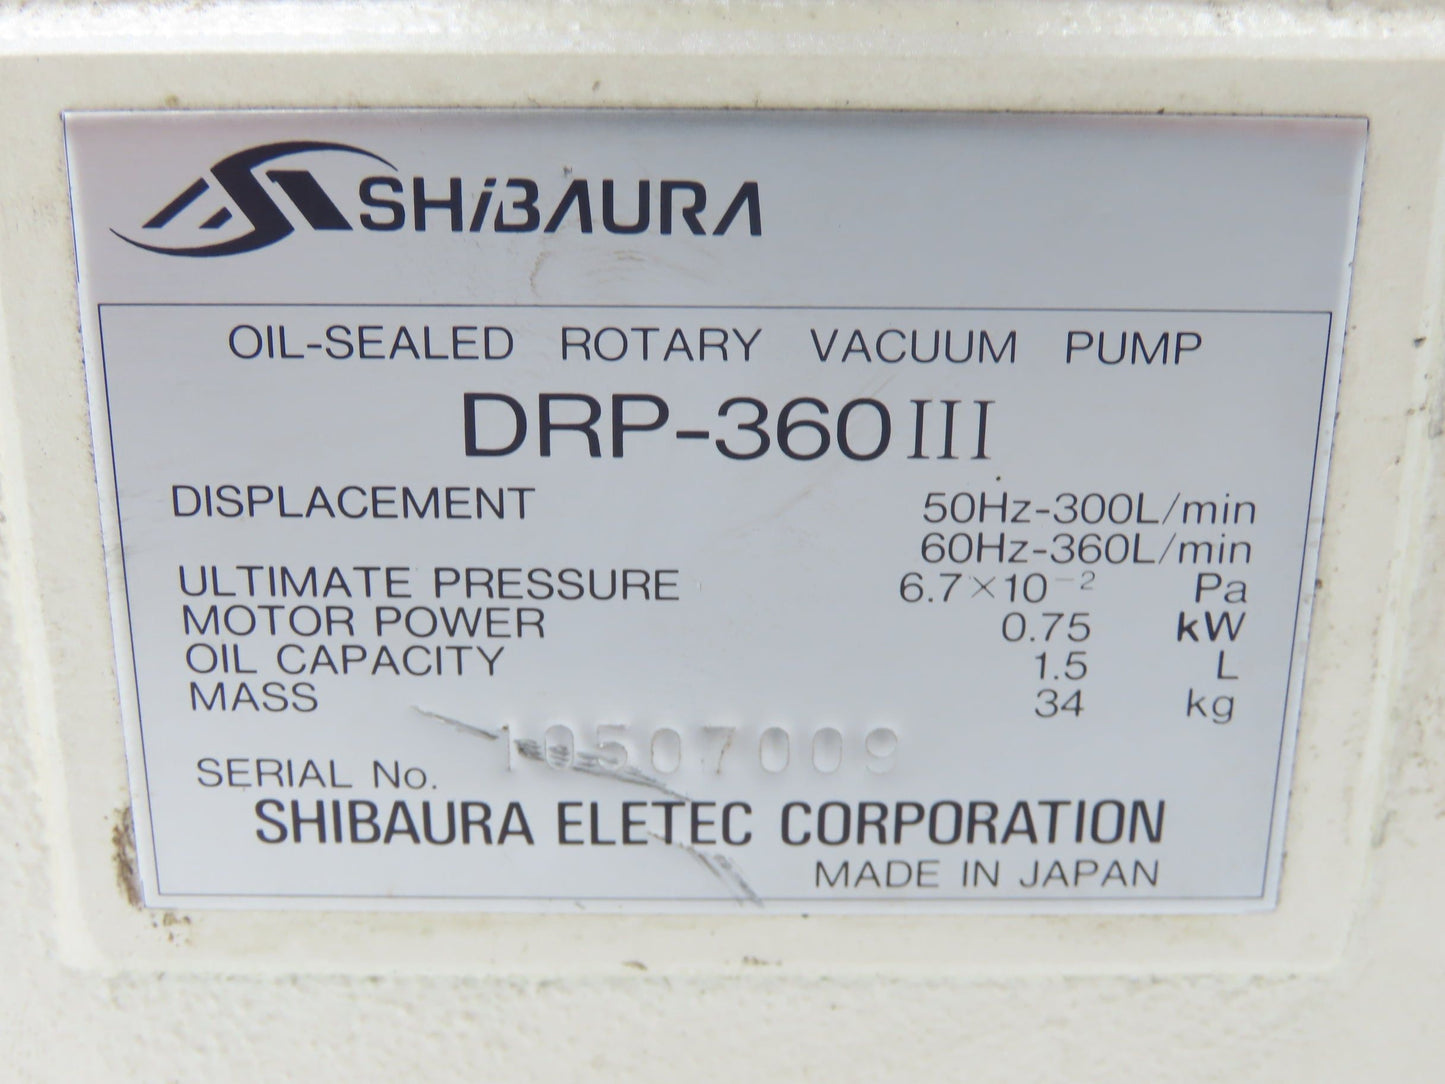 SHiBAURA
OIL-SEALED ROTARY VACUUM PUMP
DRP-360III
DISPLACEMENT 50Hz-300L/min
60Hz-360L/min
ULTIMATE PRESSURE 6.7×10⁻² Pa
MOTOR POWER 0.75 kW
OIL CAPACITY 1.5 L
MASS 34 kg
SERIAL No. 10507009
SHIBAURA ELETEC CORPORATION
MADE IN JAPAN